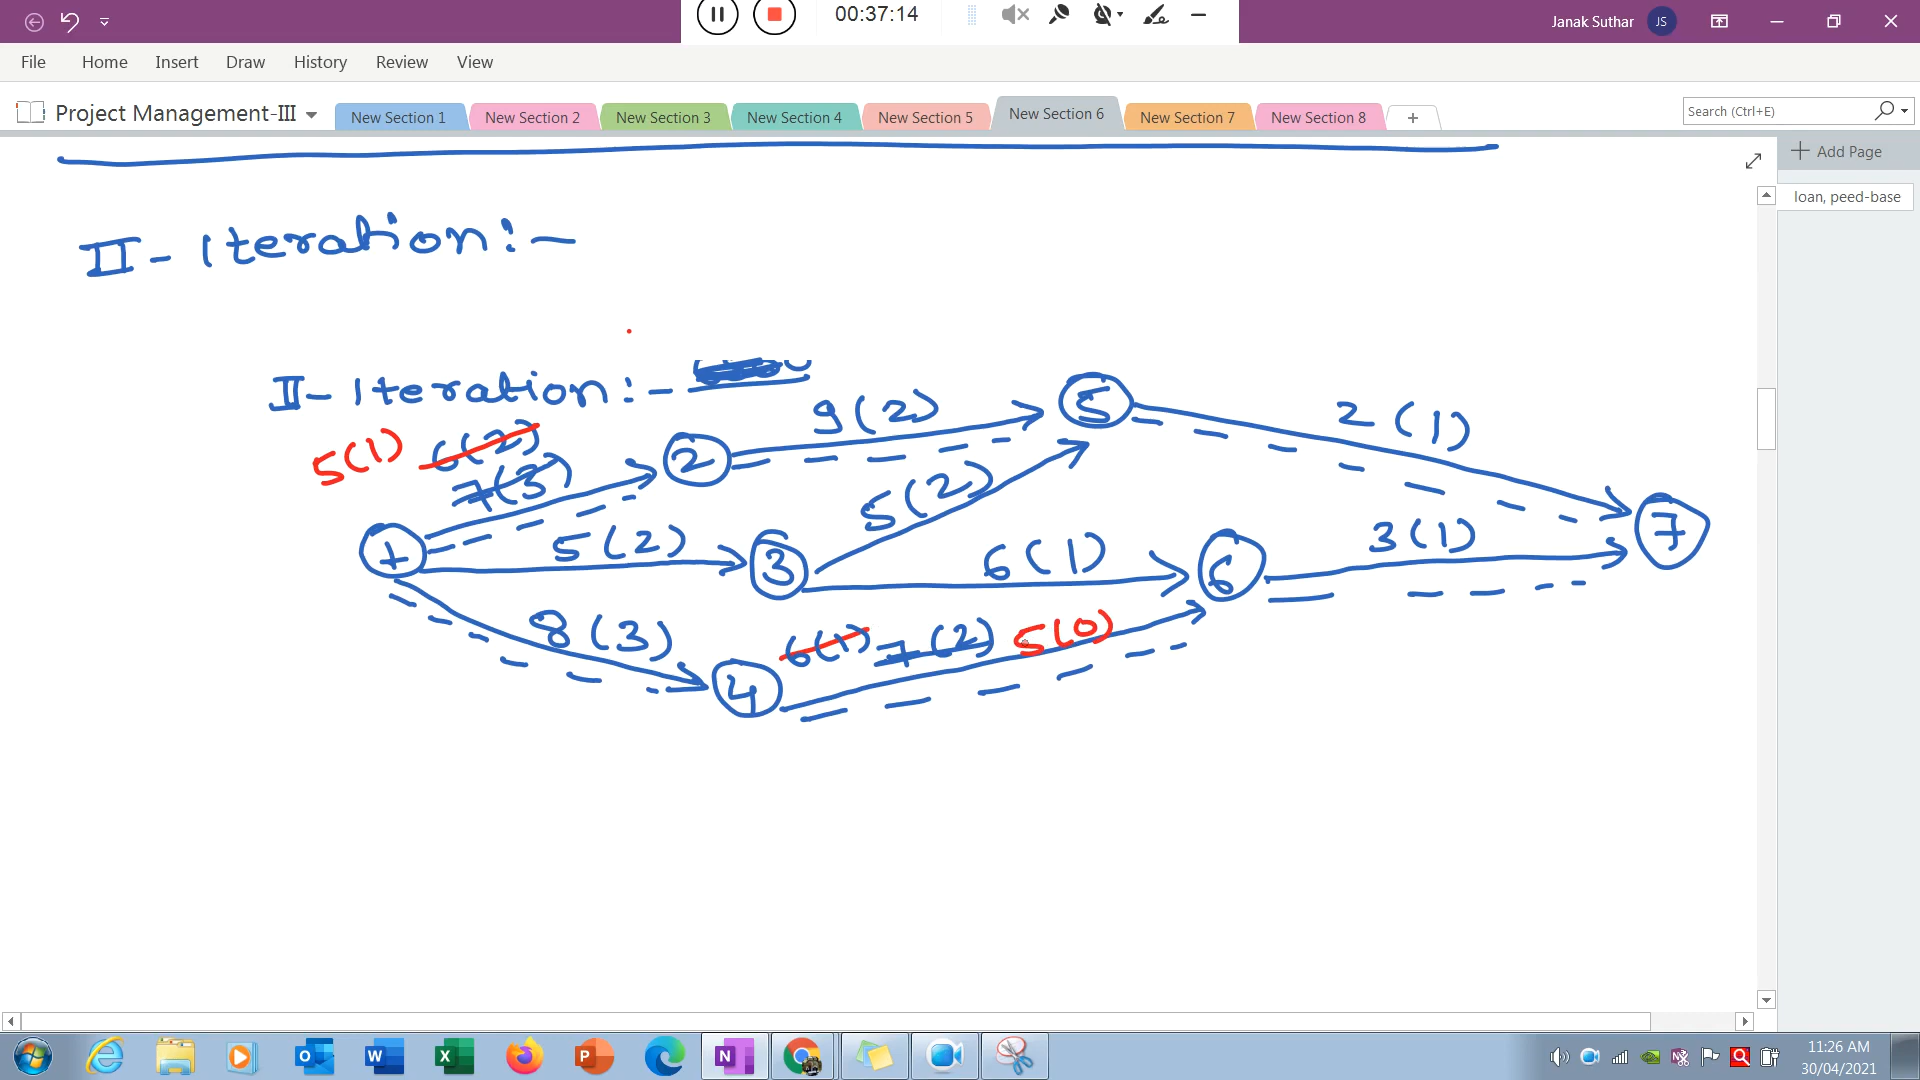 00:37:14
Janak Suthar JS
File Home Insert Draw History Review View
Project Management-III New Section 1 New Section 2 New Section 3 New Section 4 New Section 5 New Section 6 New Section 7 New Section 8 + Search (Ctrl+E)
Add Page
loan, peed-base
II - Iteration:-
II - Iteration:-
5(1) 6(2)
7(3)
9(2)
2(1)
5(2)
5(2)
6(1)
3(1)
8(3)
6(1) 7(2) 5(0)
1
2
3
4
5
6
7
11:26 AM
30/04/2021